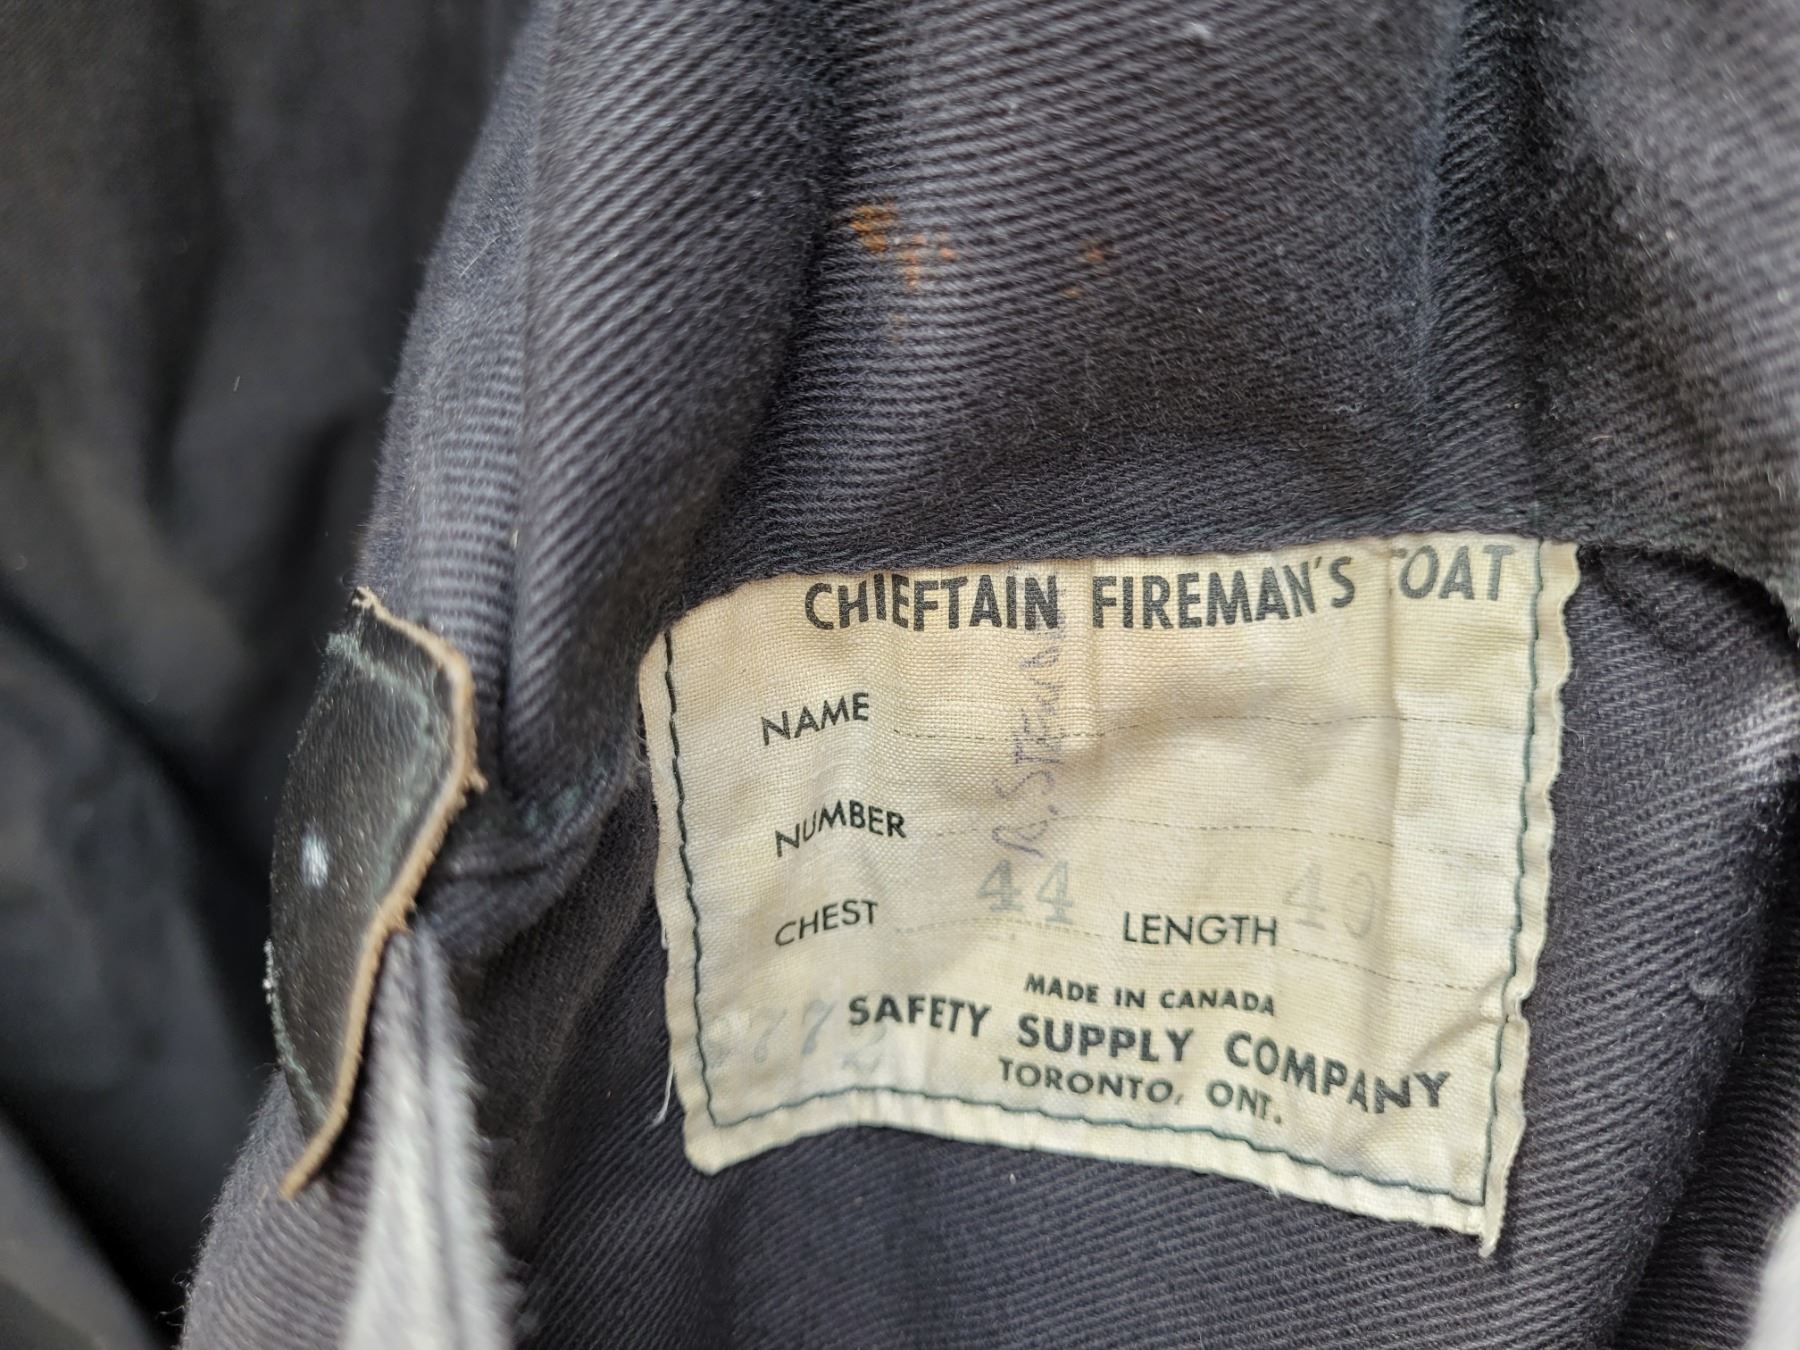 CHIEFTAIN FIREMAN'S COAT
NAME
NUMBER
CHEST 44 LENGTH 40
MADE IN CANADA
SAFETY SUPPLY COMPANY
TORONTO, ONT.